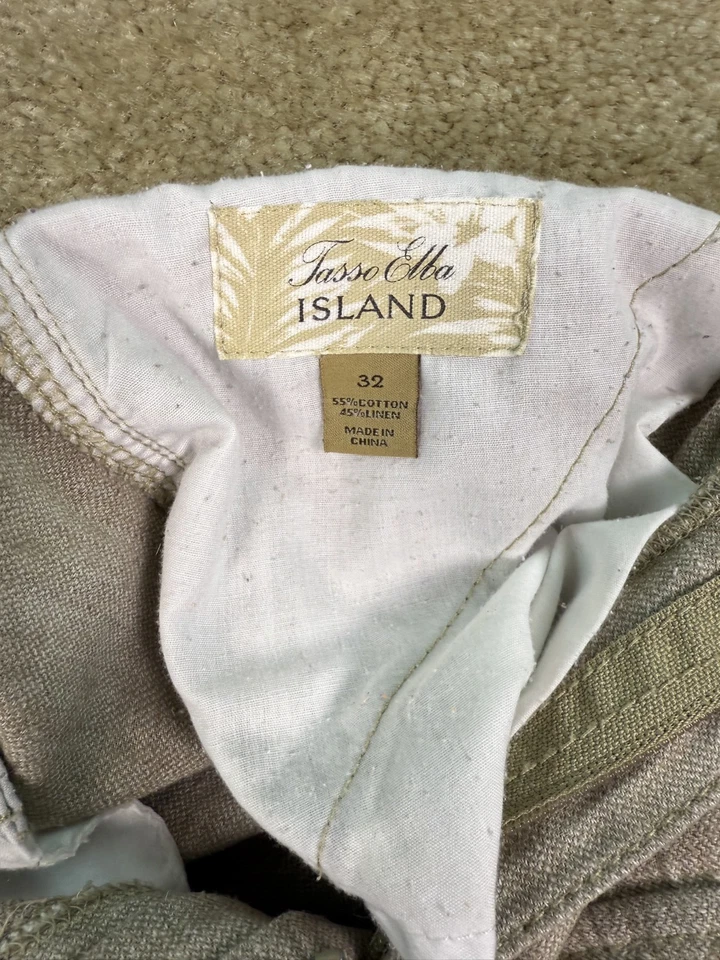 Tasso Elba
ISLAND
32
55%COTTON
45%LINEN
MADE IN
CHINA